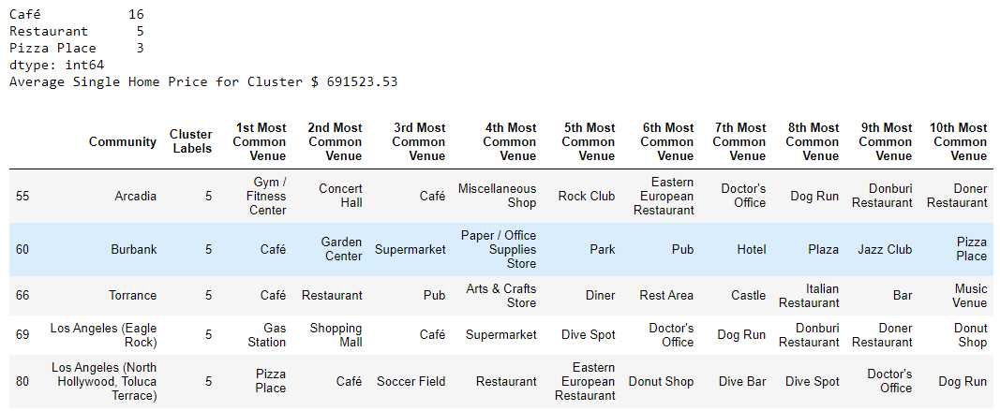 Café 16
Restaurant 5
Pizza Place 3
dtype: int64
Average Single Home Price for Cluster $ 691523.53
Community Cluster Labels 1st Most Common Venue 2nd Most Common Venue 3rd Most Common Venue 4th Most Common Venue 5th Most Common Venue 6th Most Common Venue 7th Most Common Venue 8th Most Common Venue 9th Most Common Venue 10th Most Common Venue
55 Arcadia 5 Gym / Fitness Center Concert Hall Café Miscellaneous Shop Rock Club Eastern European Restaurant Doctor's Office Dog Run Donburi Restaurant Doner Restaurant
60 Burbank 5 Café Garden Center Supermarket Paper / Office Supplies Store Park Pub Hotel Plaza Jazz Club Pizza Place
66 Torrance 5 Café Restaurant Pub Arts & Crafts Store Diner Rest Area Castle Italian Restaurant Bar Music Venue
69 Los Angeles (Eagle Rock) 5 Gas Station Shopping Mall Café Supermarket Dive Spot Doctor's Office Dog Run Donburi Restaurant Doner Restaurant Donut Shop
80 Los Angeles (North Hollywood, Toluca Terrace) 5 Pizza Place Café Soccer Field Restaurant Eastern European Restaurant Donut Shop Dive Bar Dive Spot Doctor's Office Dog Run